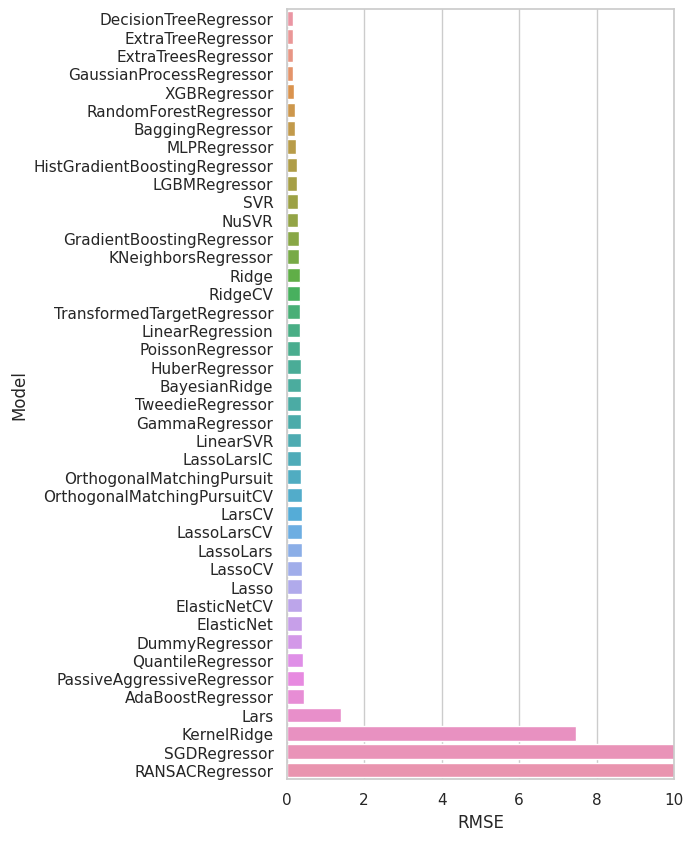 DecisionTreeRegressor
ExtraTreeRegressor
ExtraTreesRegressor
GaussianProcessRegressor
XGBRegressor
RandomForestRegressor
BaggingRegressor
MLPRegressor
HistGradientBoostingRegressor
LGBMRegressor
SVR
NuSVR
GradientBoostingRegressor
KNeighborsRegressor
Ridge
RidgeCV
TransformedTargetRegressor
LinearRegression
PoissonRegressor
HuberRegressor
BayesianRidge
TweedieRegressor
GammaRegressor
LinearSVR
LassoLarsIC
OrthogonalMatchingPursuit
OrthogonalMatchingPursuitCV
LarsCV
LassoLarsCV
LassoLars
LassoCV
Lasso
ElasticNetCV
ElasticNet
DummyRegressor
QuantileRegressor
PassiveAggressiveRegressor
AdaBoostRegressor
Lars
KernelRidge
SGDRegressor
RANSACRegressor
Model
0 2 4 6 8 10
RMSE